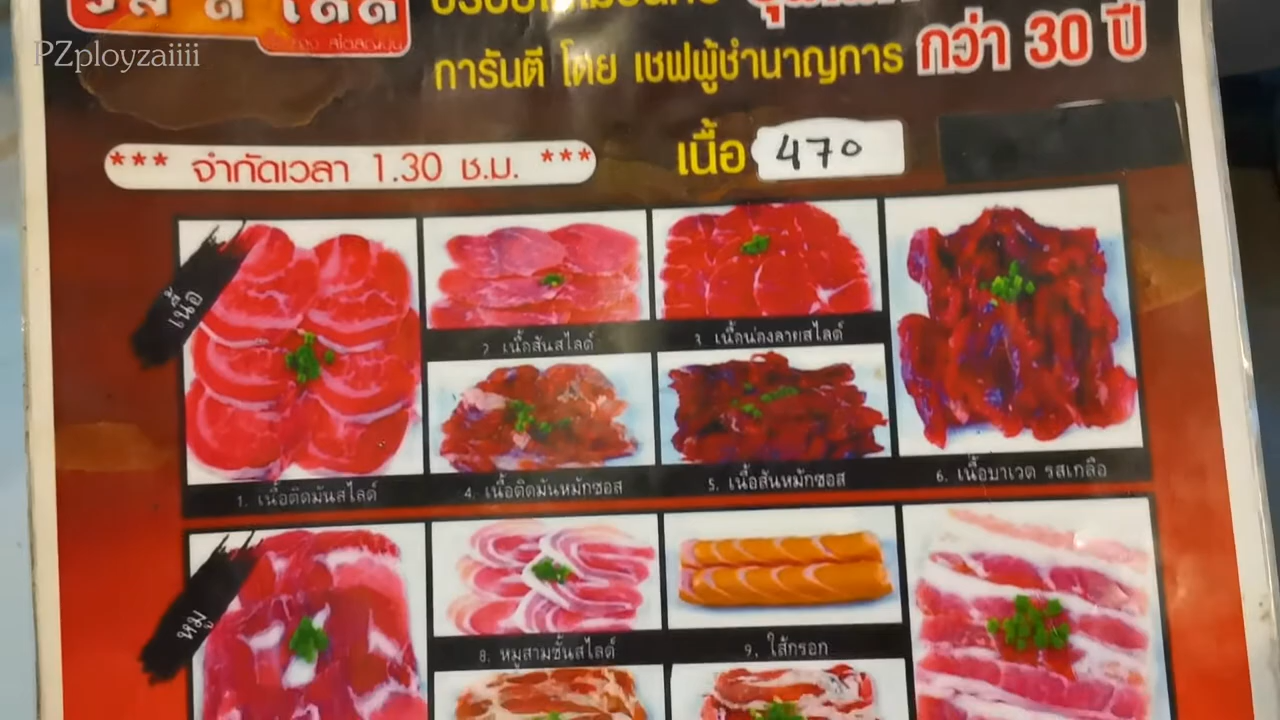 PZployzaiiii
การันตี โดย เชฟผู้ชำนาญการ กว่า 30 ปี
*** จำกัดเวลา 1.30 ช.ม. ***
เนื้อ 470
เนื้อ
2. เนื้อสันสไลด์
3. เนื้อน่องลายสไลด์
1. เนื้อติดมันสไลด์
4. เนื้อติดมันหมักซอส
5. เนื้อสันหมักซอส
6. เนื้อบาเวต รสเกลือ
หมู
8. หมูสามชั้นสไลด์
9. ไส้กรอก